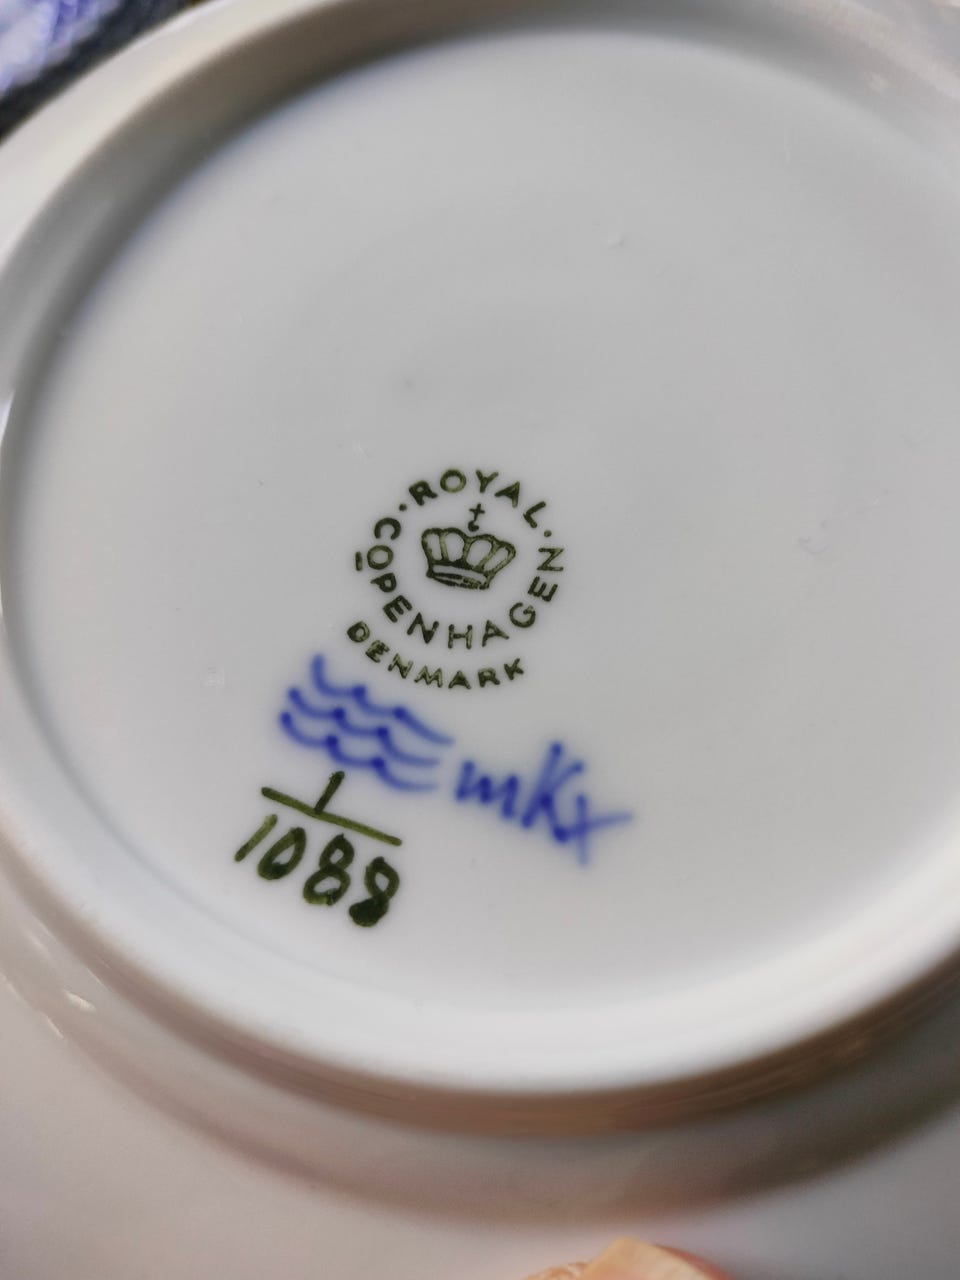 ROYAL
COPENHAGEN
DENMARK
mKx
1
1088